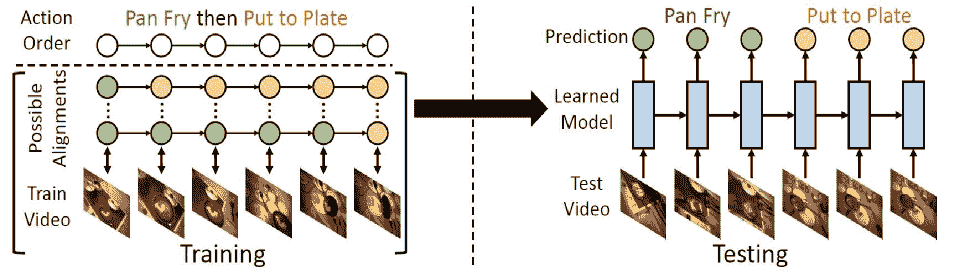 Action
Order
Pan Fry then Put to Plate
Possible
Alignments
Train
Video
Training
Pan Fry
Put to Plate
Prediction
Learned
Model
Test
Video
Testing